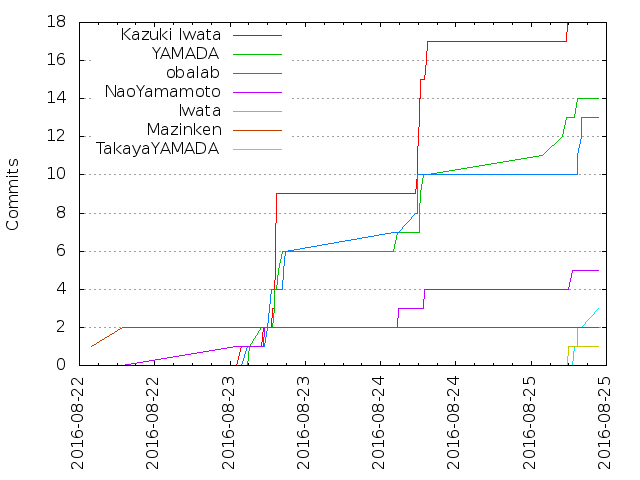 18
16
14
12
10
8
6
4
2
0
Commits
Kazuki Iwata
YAMADA
obalab
NaoYamamoto
Iwata
Mazinken
TakayaYAMADA
2016-08-22
2016-08-22
2016-08-23
2016-08-23
2016-08-24
2016-08-24
2016-08-25
2016-08-25